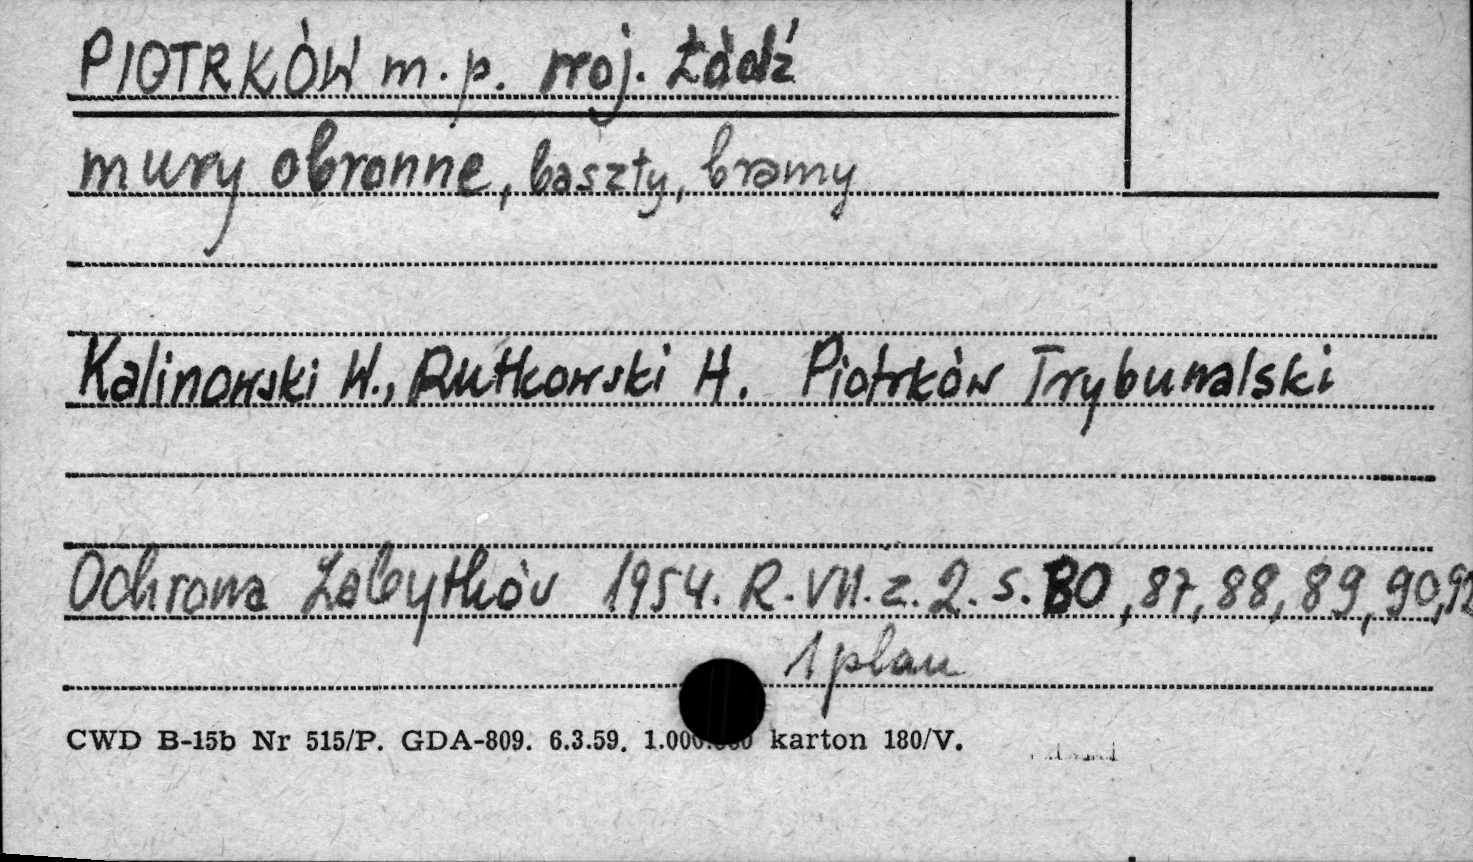 PIOTRKÓW m. p. woj. Łódź
mury obronne, baszty, bramy
Kalinowski W., Rutkowski H. Piotrków Trybunalski
Ochrona Zabytków 1954. R. VII. z. 2. s. 80, 87, 88, 89, 90,
1 plan
CWD B-15b Nr 515/P. GDA-809. 6.3.59. karton 180/V.